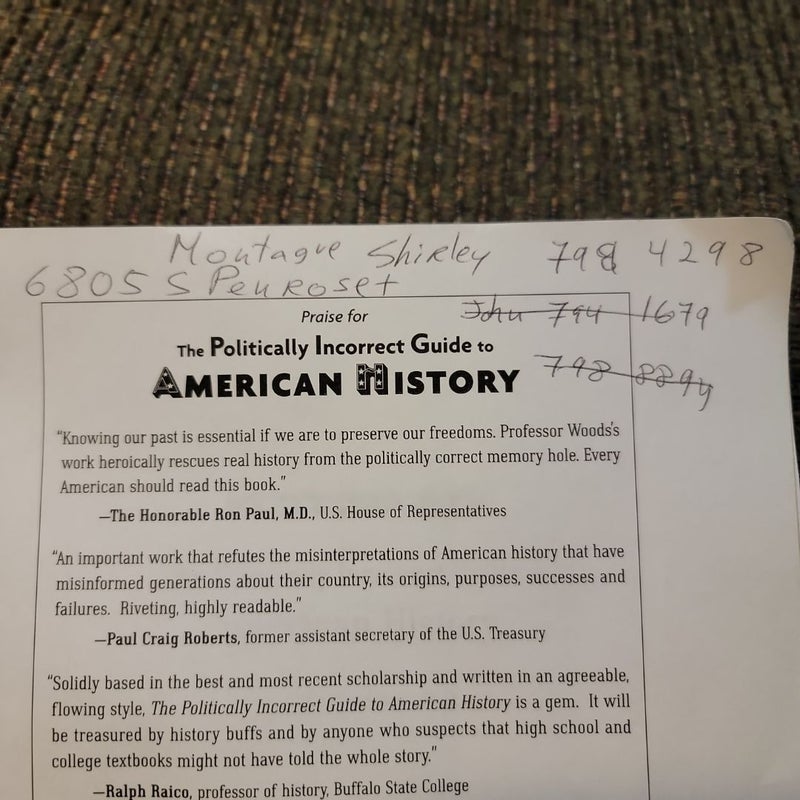 Montague Shirley 798 4298
6805 S Penrose
John 794 1679
Praise for
The Politically Incorrect Guide to
798 8894
AMERICAN HISTORY
"Knowing our past is essential if we are to preserve our freedoms. Professor Woods's
work heroically rescues real history from the politically correct memory hole. Every
American should read this book."
—The Honorable Ron Paul, M.D., U.S. House of Representatives
"An important work that refutes the misinterpretations of American history that have
misinformed generations about their country, its origins, purposes, successes and
failures. Riveting, highly readable."
—Paul Craig Roberts, former assistant secretary of the U.S. Treasury
"Solidly based in the best and most recent scholarship and written in an agreeable,
flowing style, The Politically Incorrect Guide to American History is a gem. It will
be treasured by history buffs and by anyone who suspects that high school and
college textbooks might not have told the whole story."
—Ralph Raico, professor of history, Buffalo State College